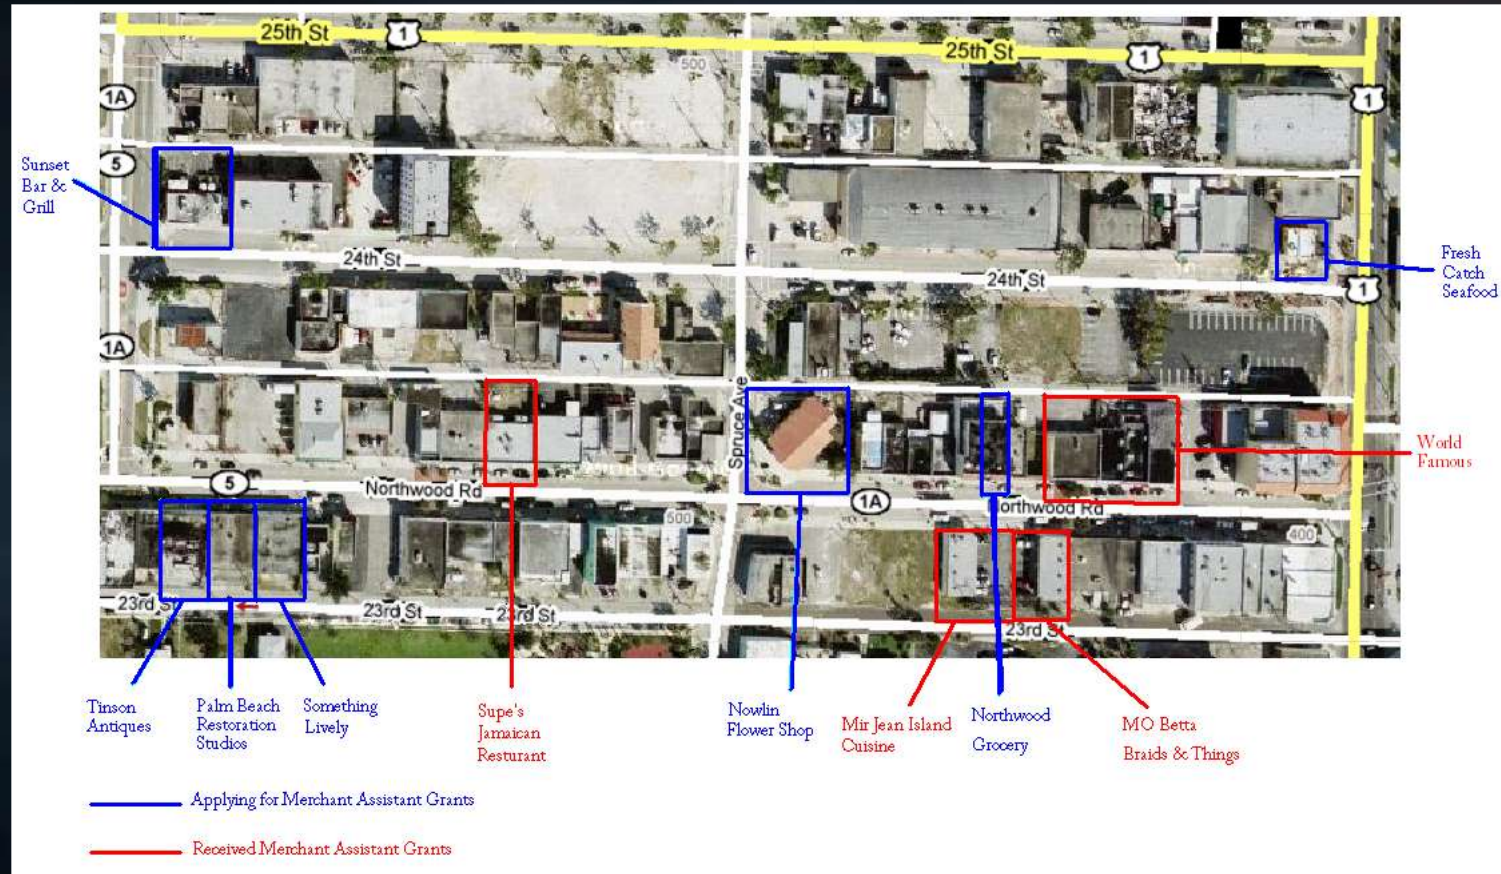 25th St
1
25th St
1
500
1A
1
5
Sunset
Bar &
Grill
24th St
24th St
Fresh
Catch
Seafood
1
1A
Spruce Ave
World
Famous
5
Northwood Rd
1A
orthwood Rd
500
400
23rd St
23rd St
23rd St
23rd St
Tinson
Antiques
Palm Beach
Restoration
Studios
Something
Lively
Supe's
Jamaican
Resturant
Nowlin
Flower Shop
Mir Jean Island
Cuisine
Northwood
Grocery
MO Betta
Braids & Things
Applying for Merchant Assistant Grants
Received Merchant Assistant Grants